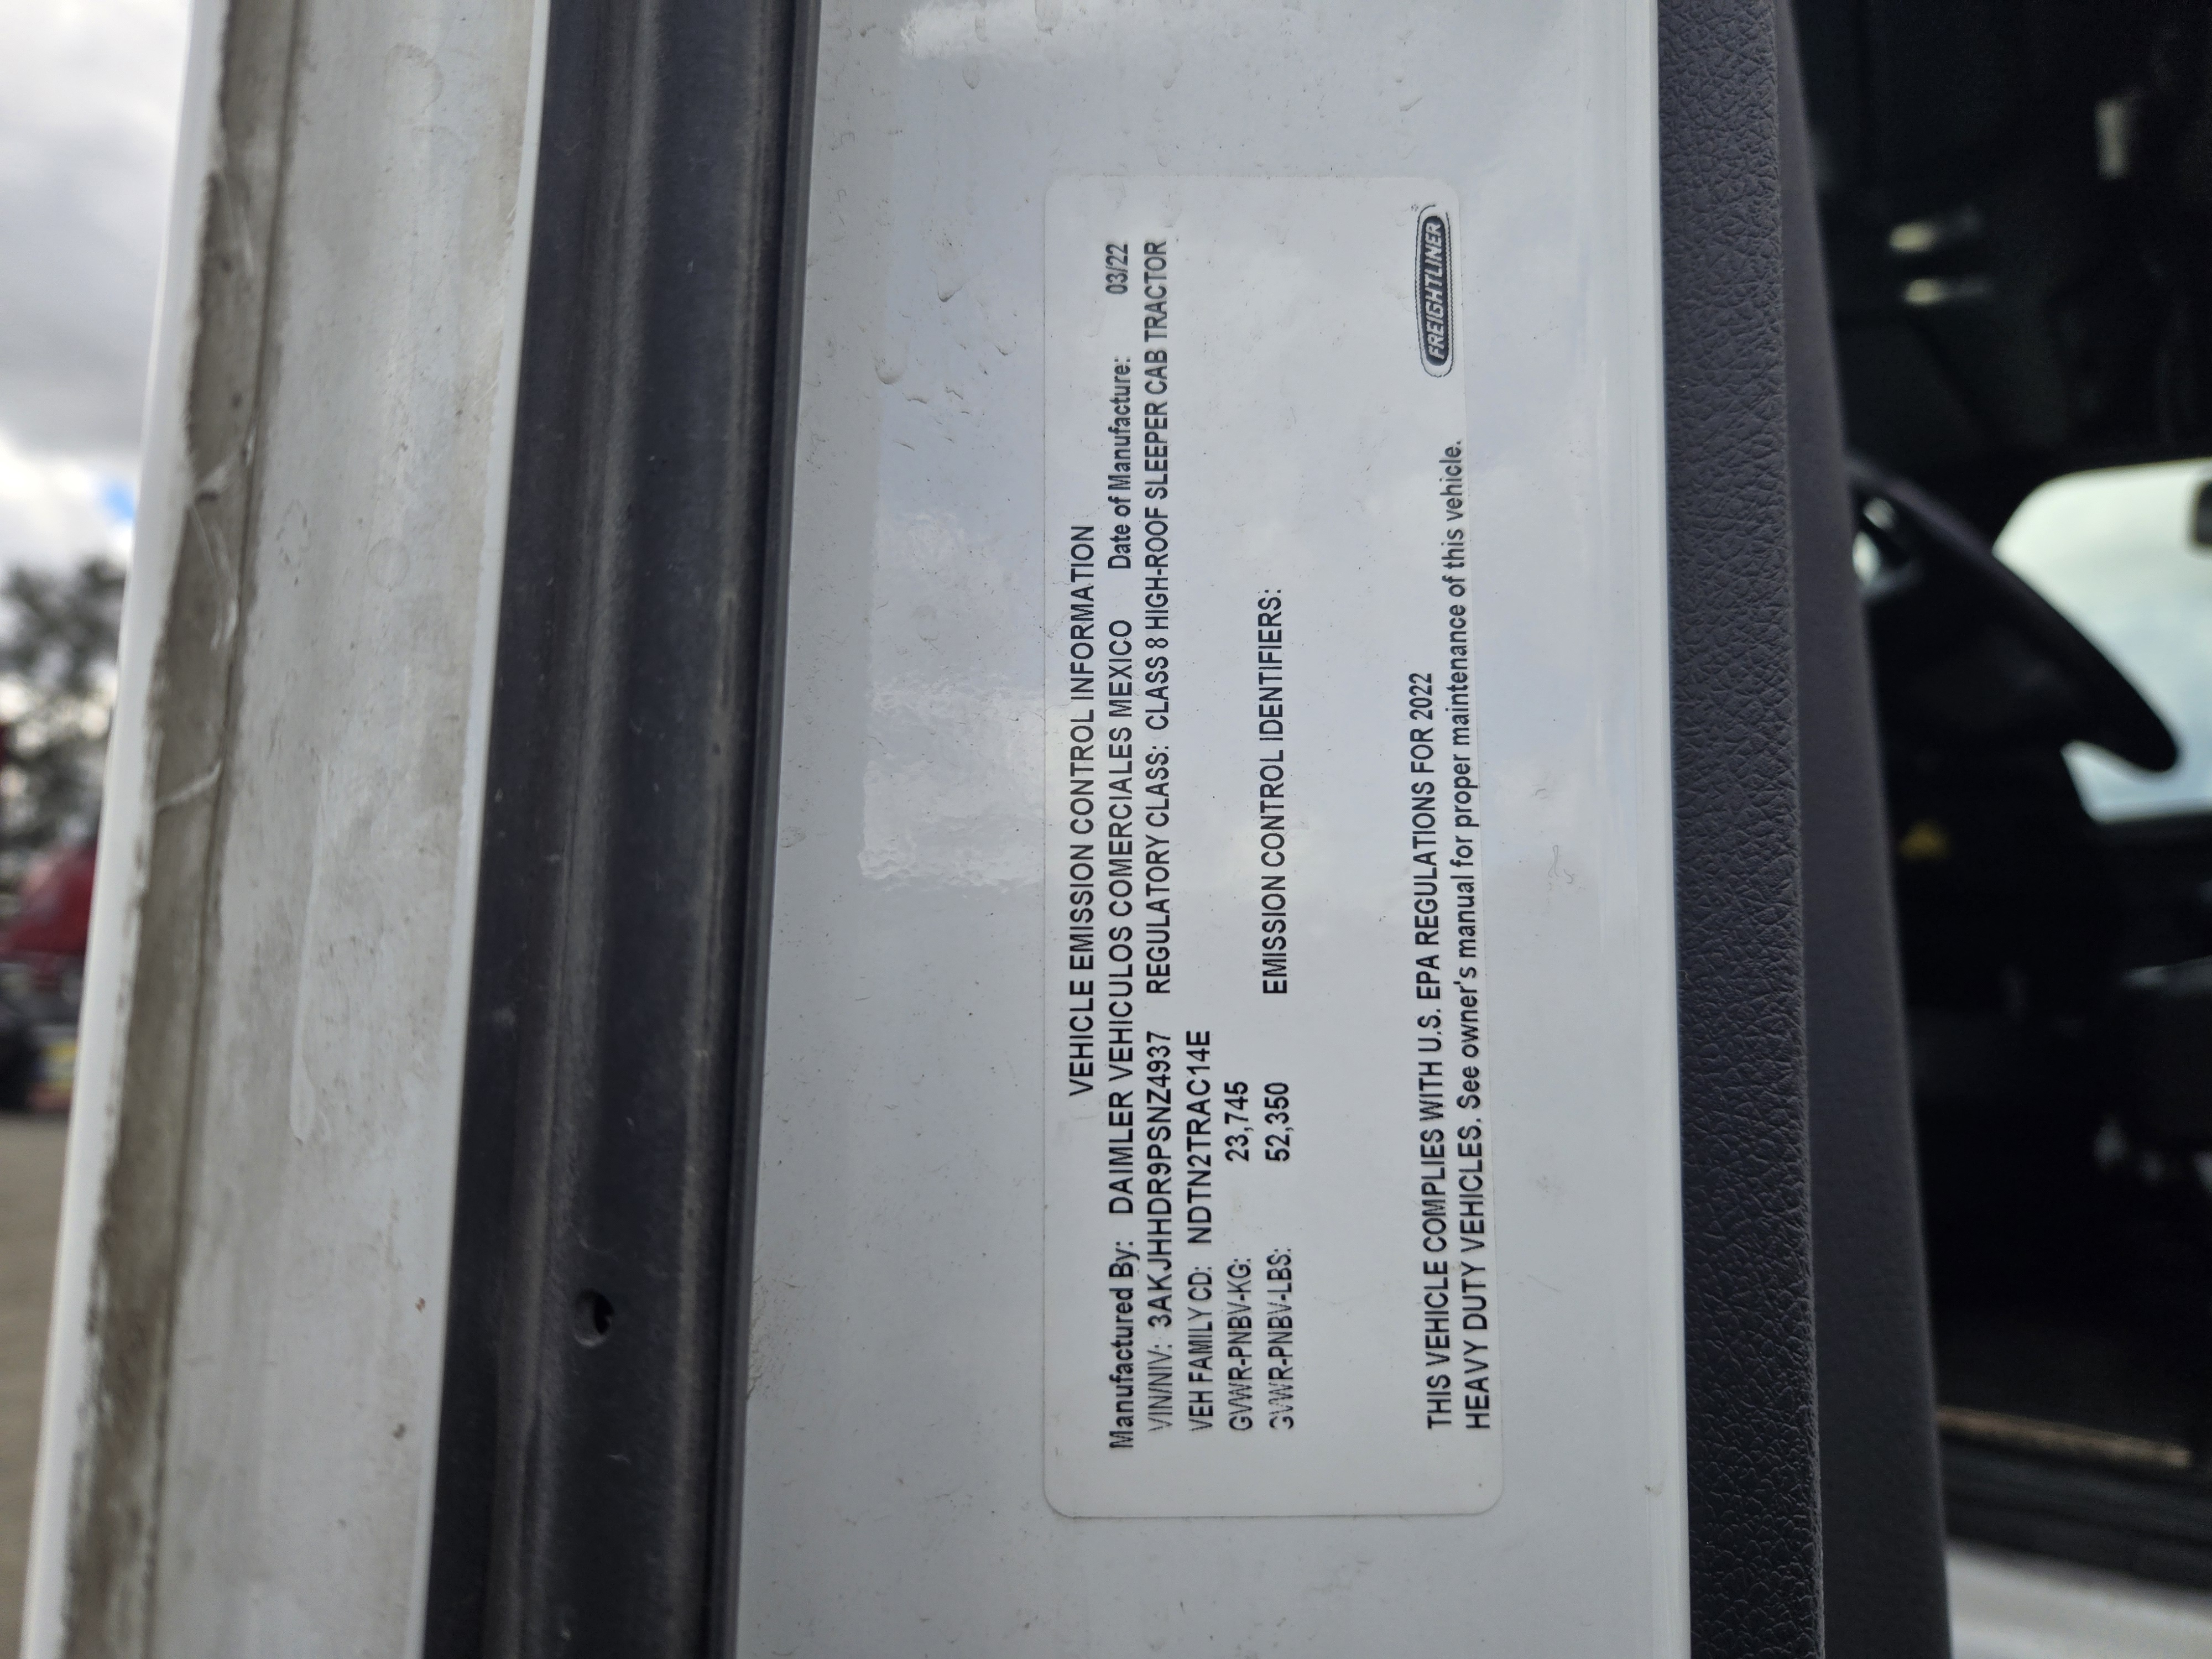 VEHICLE EMISSION CONTROL INFORMATION
Manufactured By: DAIMLER VEHICULOS COMERCIALES MEXICO Date of Manufacture: 03/22
VIN/NIV: 3AKJHHDR9PSNZ4937 REGULATORY CLASS: CLASS 8 HIGH-ROOF SLEEPER CAB TRACTOR
VEH FAMILY CD: NDTN2TRAC14E
GVWR-PNBV-KG: 23,745
GVWR-PNBV-LBS: 52,350 EMISSION CONTROL IDENTIFIERS:
THIS VEHICLE COMPLIES WITH U.S. EPA REGULATIONS FOR 2022
HEAVY DUTY VEHICLES. See owner's manual for proper maintenance of this vehicle.
FREIGHTLINER